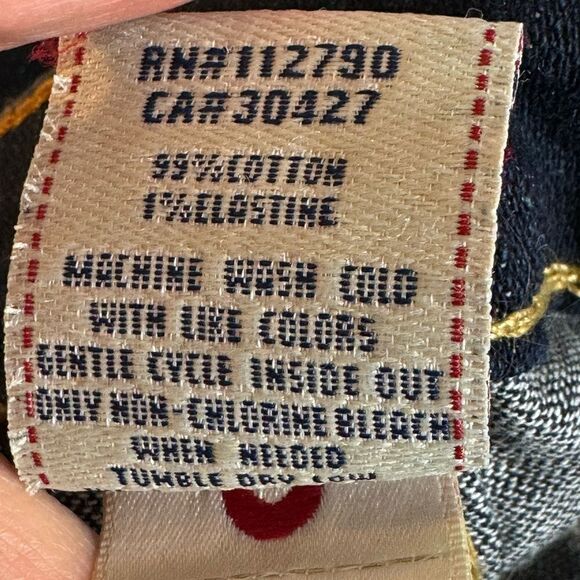 RN#112790
CA#30427
99%COTTON
1%ELASTINE
MACHINE WASH COLD
WITH LIKE COLORS
GENTLE CYCLE INSIDE OUT
ONLY NON-CHLORINE BLEACH
WHEN NEEDED
TUMBLE DRY LOW